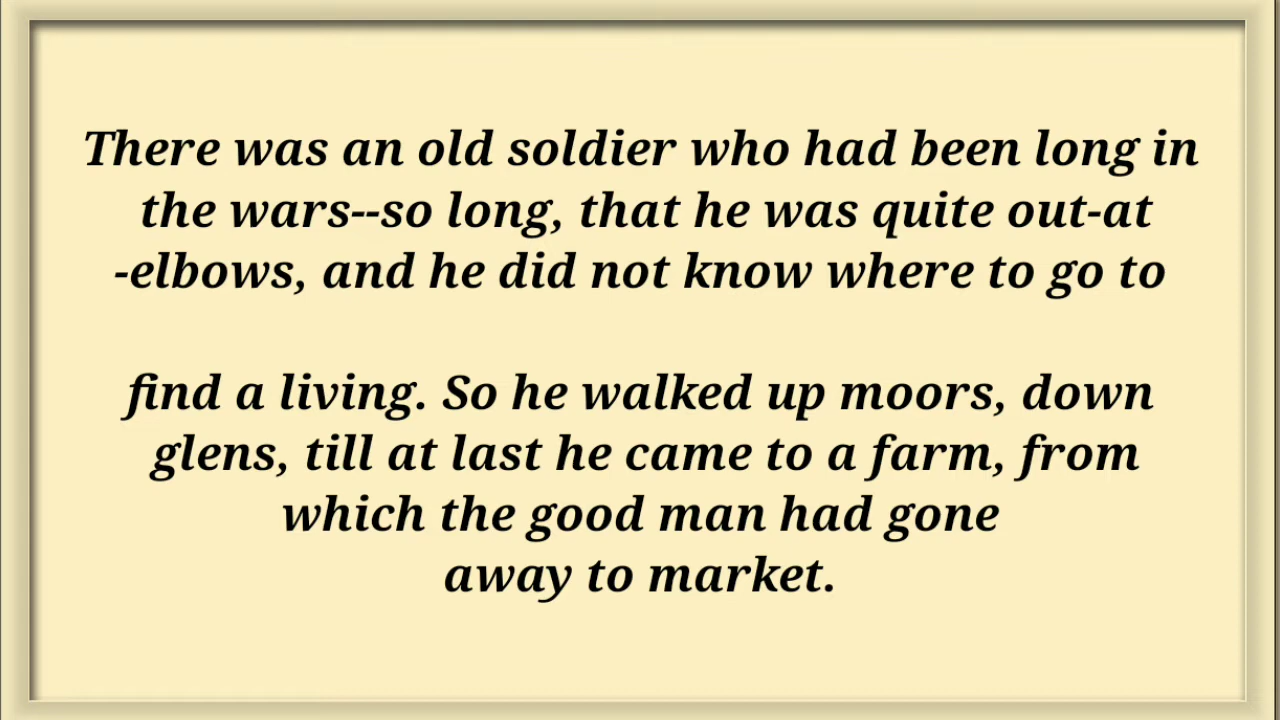 There was an old soldier who had been long in
the wars--so long, that he was quite out-at
-elbows, and he did not know where to go to
find a living. So he walked up moors, down
glens, till at last he came to a farm, from
which the good man had gone
away to market.